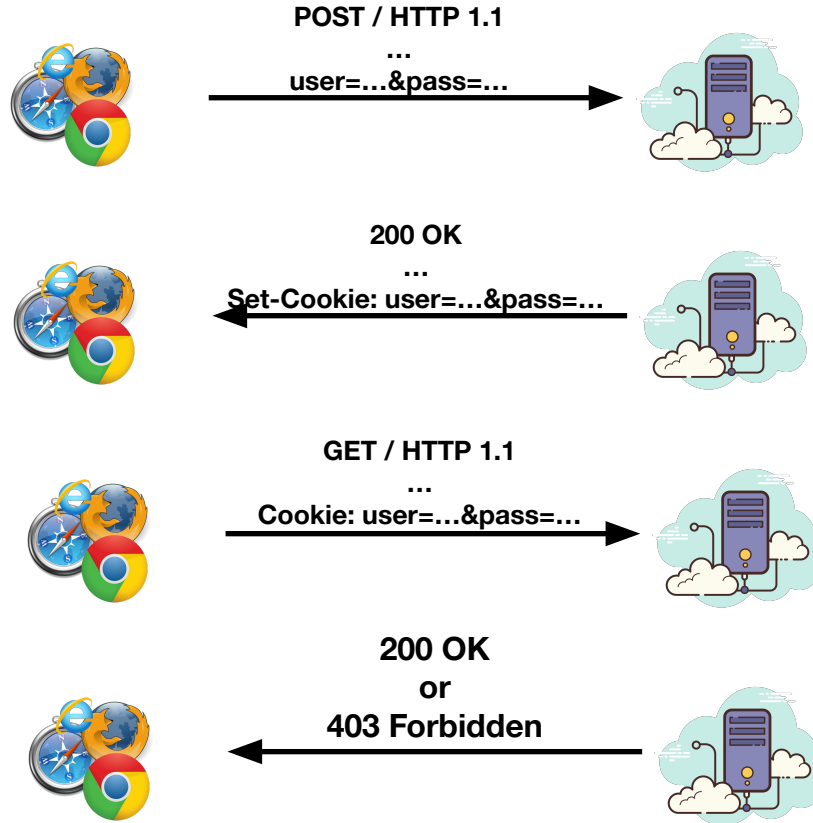 POST / HTTP 1.1
...
user=...&pass=...
200 OK
...
Set-Cookie: user=...&pass=...
GET / HTTP 1.1
...
Cookie: user=...&pass=...
200 OK
or
403 Forbidden